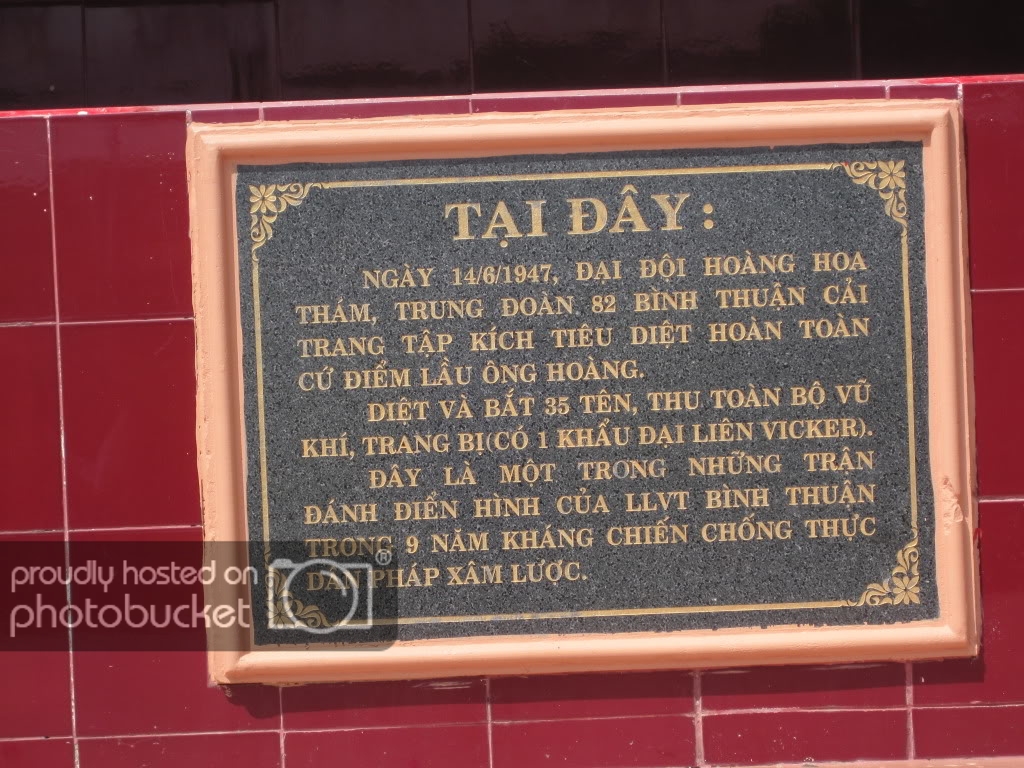 TẠI ĐÂY:
NGÀY 14/6/1947, ĐẠI ĐỘI HOÀNG HOA
THÁM, TRUNG ĐOÀN 82 BÌNH THUẬN CẢI
TRANG TẬP KÍCH TIÊU DIỆT HOÀN TOÀN
CỨ ĐIỂM LẦU ÔNG HOÀNG.
DIỆT VÀ BẮT 35 TÊN, THU TOÀN BỘ VŨ
KHÍ, TRANG BỊ(CÓ 1 KHẨU ĐẠI LIÊN VICKER).
ĐÂY LÀ MỘT TRONG NHỮNG TRẬN
ĐÁNH ĐIỂN HÌNH CỦA LLVT BÌNH THUẬN
TRONG 9 NĂM KHÁNG CHIẾN CHỐNG THỰC
DÂN PHÁP XÂM LƯỢC.
proudly hosted on
photobucket®